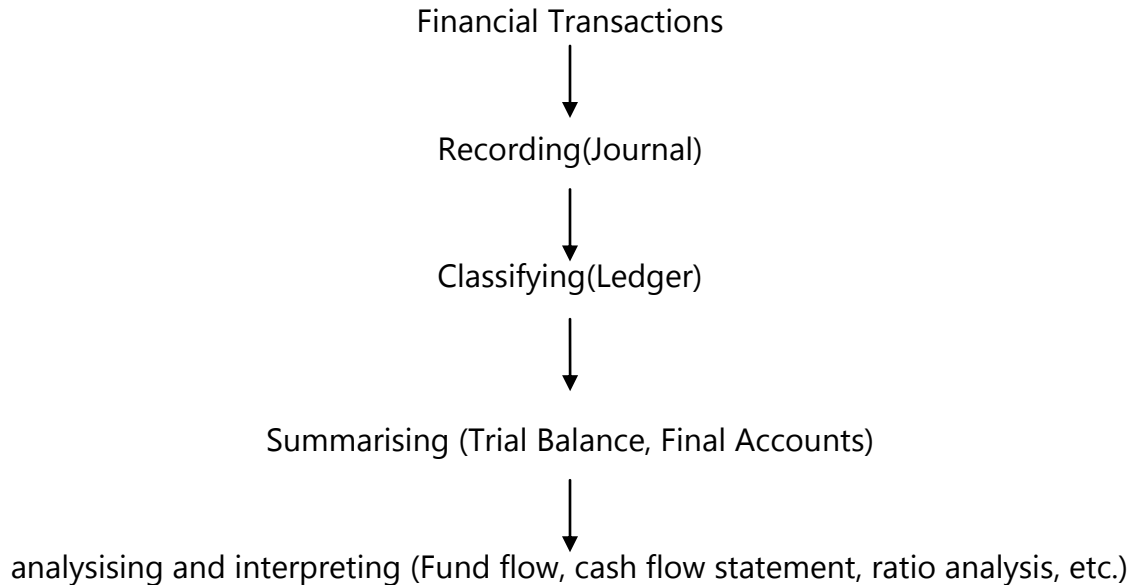 Financial Transactions
Recording(Journal)
Classifying(Ledger)
Summarising (Trial Balance, Final Accounts)
analysising and interpreting (Fund flow, cash flow statement, ratio analysis, etc.)